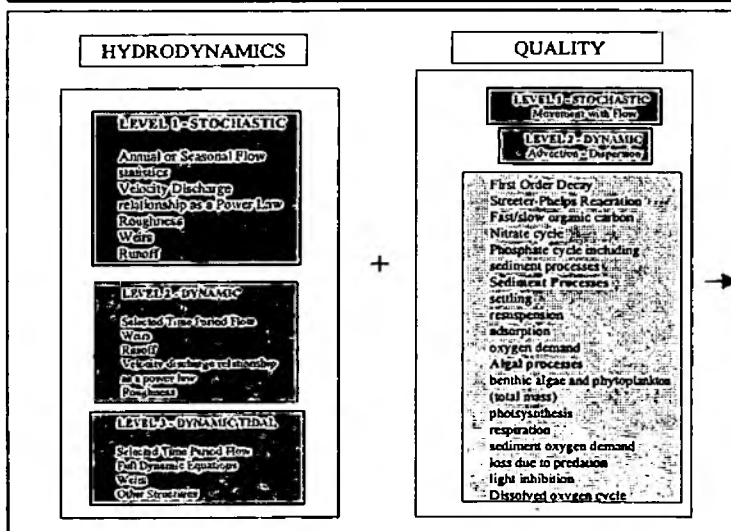 HYDRODYNAMICS
LEVEL 1 - STOCHASTIC
Annual or Seasonal Flow
statistics
Velocity Discharge
relationship as a Power Law
Roughness
Weirs
Runoff
LEVEL 2 - DYNAMIC
Selected Time Period Flow
Weirs
Runoff
Velocity discharge relationship
as a power law
Roughness
LEVEL 3 - DYNAMIC TIDAL
Selected Time Period Flow
Full Dynamic Equations
Weirs
Other Structures
+
QUALITY
LEVEL 1 - STOCHASTIC
Movement with Flow
LEVEL 2 - DYNAMIC
Advection - Dispersion
First Order Decay
Streeter-Phelps Reaeration
Fast/slow organic carbon
Nitrate cycle
Phosphate cycle including
sediment processes
Sediment Processes
settling
resuspension
adsorption
oxygen demand
Algal processes
benthic algae and phytoplankton
(total mass)
photsynthesis
respiration
sediment oxygen demand
loss due to predation
light inhibition
Dissolved oxygen cycle